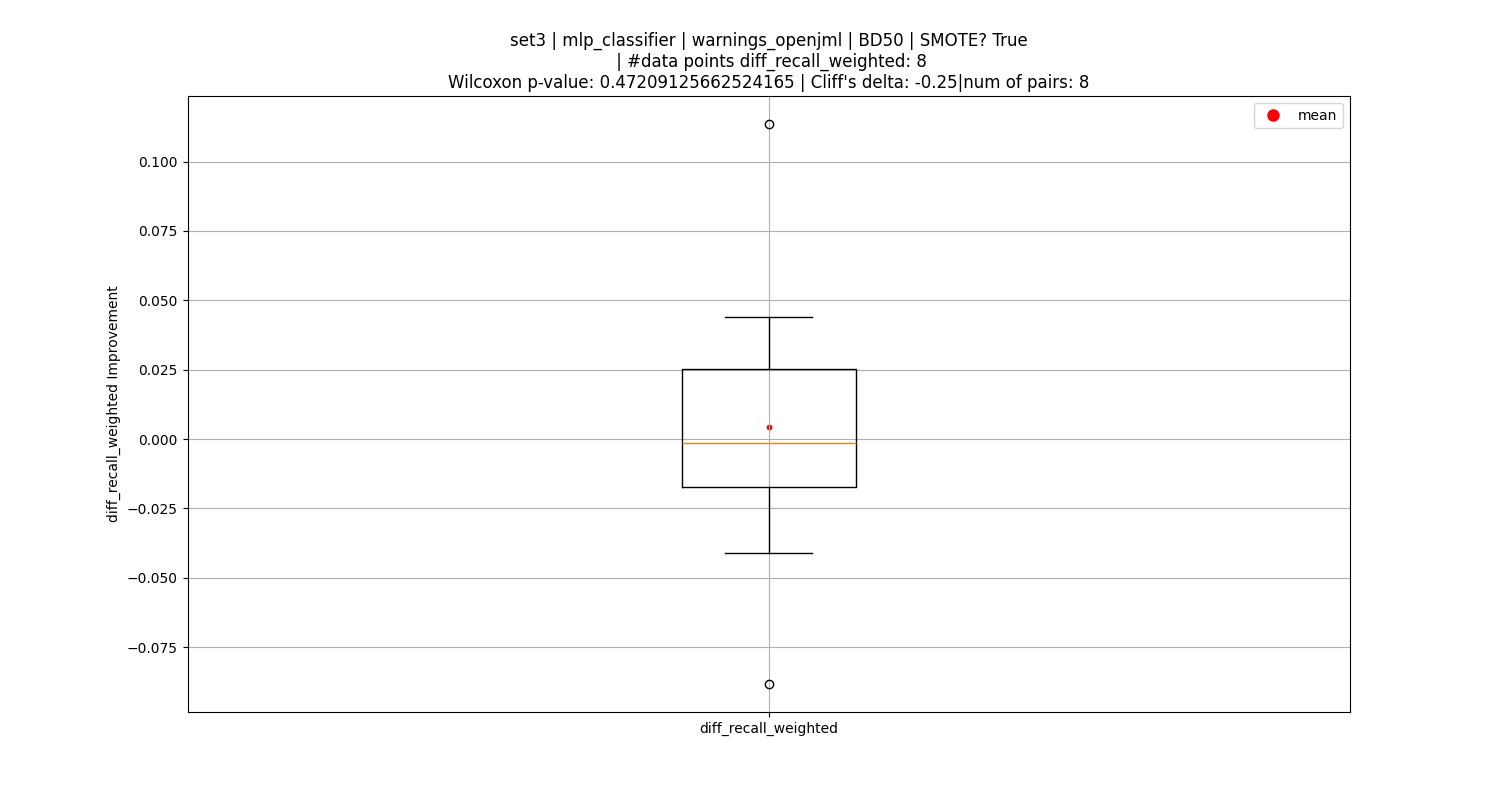 set3 | mlp_classifier | warnings_openjml | BD50 | SMOTE? True
| #data points diff_recall_weighted: 8
Wilcoxon p-value: 0.47209125662524165 | Cliff's delta: -0.25|num of pairs: 8
mean
0.100
0.075
0.050
0.025
0.000
−0.025
−0.050
−0.075
diff_recall_weighted Improvement
diff_recall_weighted